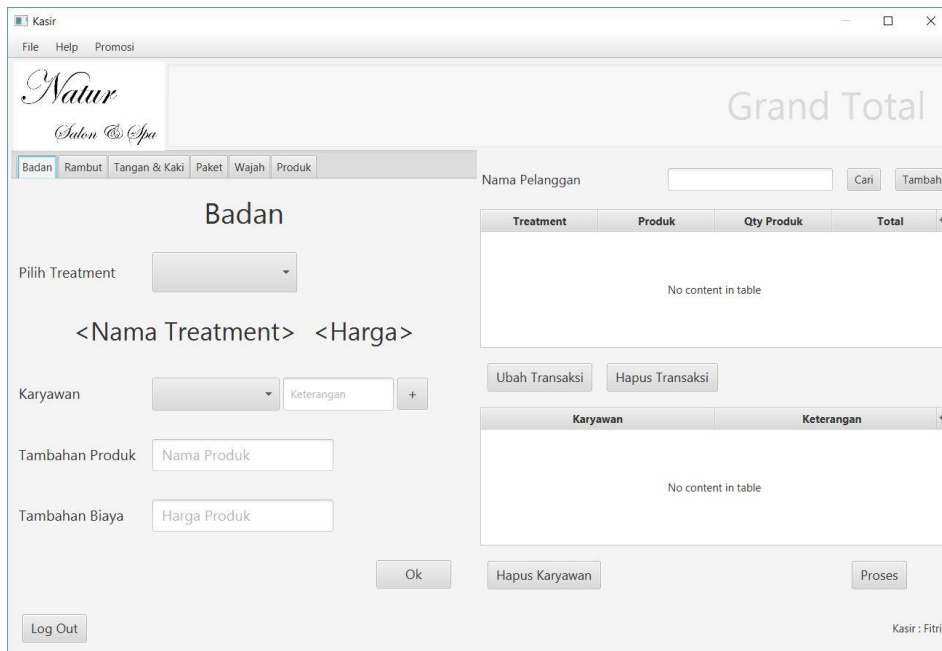 Kasir
File Help Promosi
Natur
Salon & Spa
Grand Total
Badan Rambut Tangan & Kaki Paket Wajah Produk
Badan
Pilih Treatment
<Nama Treatment> <Harga>
Karyawan Keterangan +
Tambahan Produk Nama Produk
Tambahan Biaya Harga Produk
Ok
Log Out
Nama Pelanggan Cari Tambah
Treatment Produk Qty Produk Total
No content in table
Ubah Transaksi Hapus Transaksi
Karyawan Keterangan
No content in table
Hapus Karyawan Proses
Kasir : Fitri